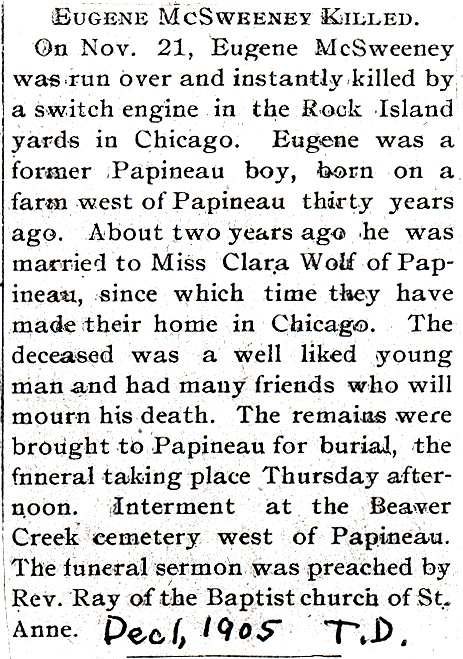 EUGENE MCSWEENEY KILLED.
On Nov. 21, Eugene McSweeney
was run over and instantly killed by
a switch engine in the Rock Island
yards in Chicago. Eugene was a
former Papineau boy, born on a
farm west of Papineau thirty years
ago. About two years ago he was
married to Miss Clara Wolf of Pap-
ineau, since which time they have
made their home in Chicago. The
deceased was a well liked young
man and had many friends who will
mourn his death. The remains were
brought to Papineau for burial, the
fnneral taking place Thursday after-
noon. Interment at the Beaver
Creek cemetery west of Papineau.
The funeral sermon was preached by
Rev. Ray of the Baptist church of St.
Anne. Dec 1, 1905 T.D.